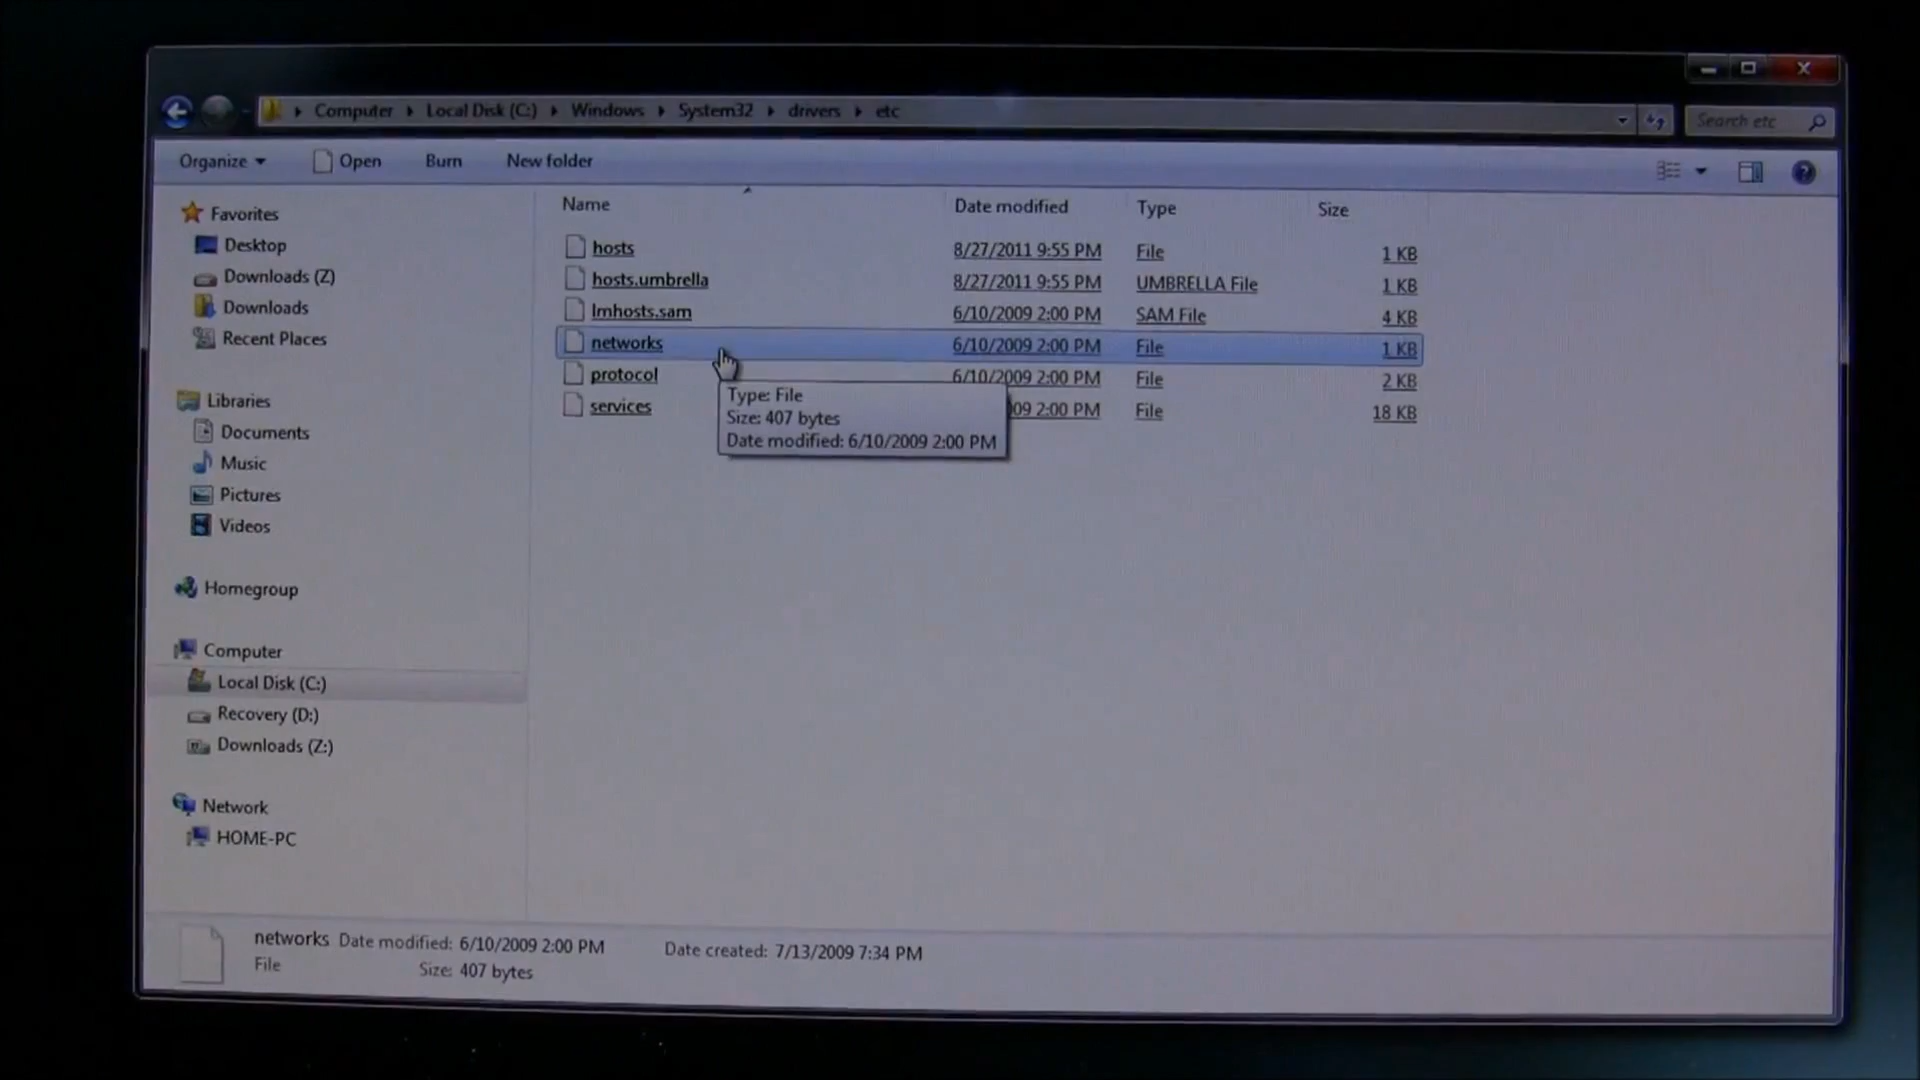 Computer Local Disk (C:) Windows System32 drivers etc
Search etc
Organize Open Burn New folder
Name Date modified Type Size
hosts 8/27/2011 9:55 PM File 1 KB
hosts.umbrella 8/27/2011 9:55 PM UMBRELLA File 1 KB
lmhosts.sam 6/10/2009 2:00 PM SAM File 4 KB
networks 6/10/2009 2:00 PM File 1 KB
protocol 6/10/2009 2:00 PM File 2 KB
services 09 2:00 PM File 18 KB
Type: File
Size: 407 bytes
Date modified: 6/10/2009 2:00 PM
Favorites
Desktop
Downloads (Z)
Downloads
Recent Places
Libraries
Documents
Music
Pictures
Videos
Homegroup
Computer
Local Disk (C:)
Recovery (D:)
Downloads (Z:)
Network
HOME-PC
networks Date modified: 6/10/2009 2:00 PM Date created: 7/13/2009 7:34 PM
File Size: 407 bytes